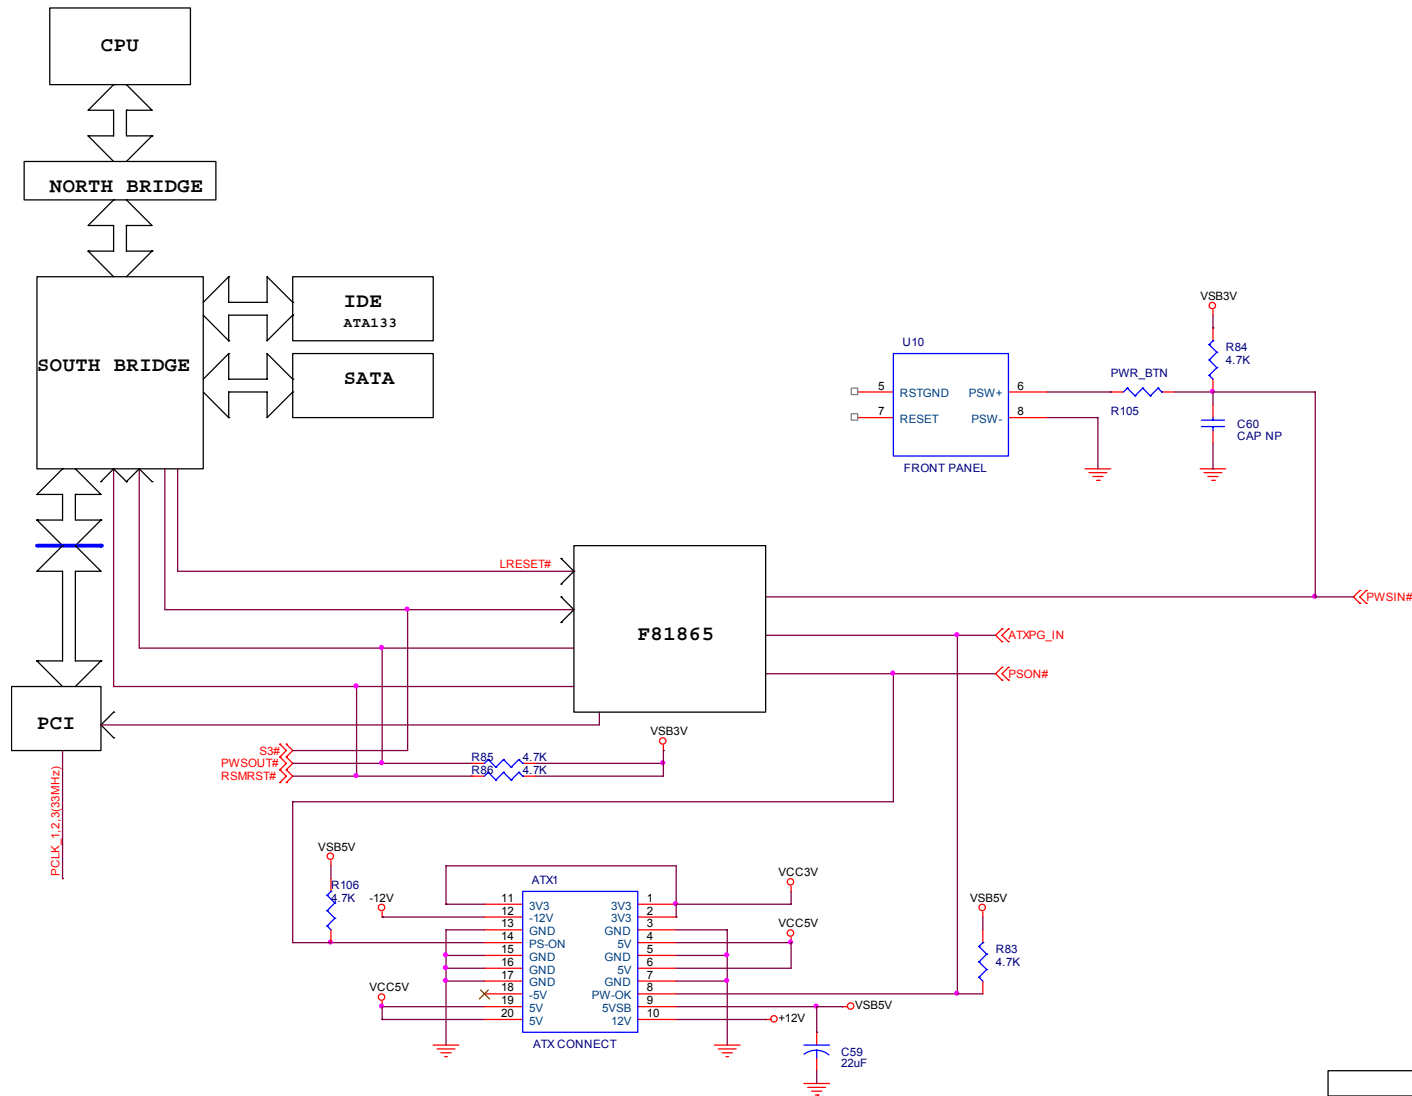 CPU
NORTH BRIDGE
SOUTH BRIDGE
IDE
ATA133
SATA
PCI
PCLK_1,2,3(33MHz)
VSB3V
R84
4.7K
U10
5 RSTGND PSW+ 6
7 RESET PSW- 8
FRONT PANEL
PWR_BTN
R105
C60
CAP NP
LRESET#
F81865
PWSIN#
ATXPG_IN
PSON#
S3#
PWSOUT#
RSMRST#
R85 4.7K
R86 4.7K
VSB3V
VSB5V
R106
4.7K
-12V
VCC5V
ATX1
11 3V3 3V3 1
12 -12V 3V3 2
13 GND GND 3
14 PS-ON 5V 4
15 GND GND 5
16 GND 5V 6
17 GND GND 7
18 -5V PW-OK 8
19 5V 5VSB 9
20 5V 12V 10
ATX CONNECT
VCC3V
VCC5V
VSB5V
R83
4.7K
VSB5V
+12V
C59
22uF